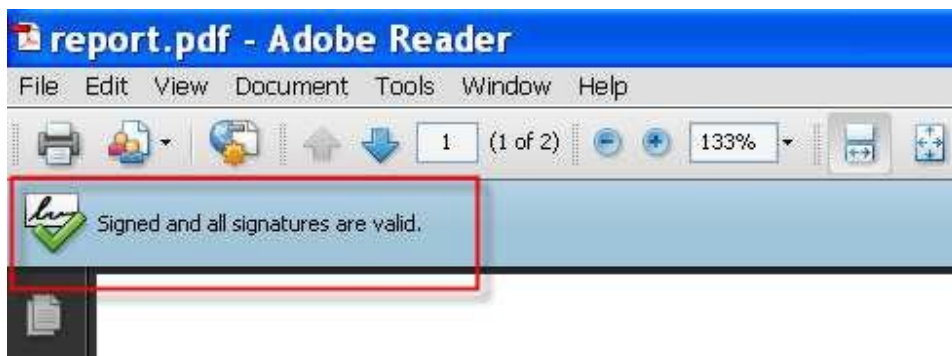 report.pdf - Adobe Reader
File Edit View Document Tools Window Help
1 (1 of 2) 133%
Signed and all signatures are valid.